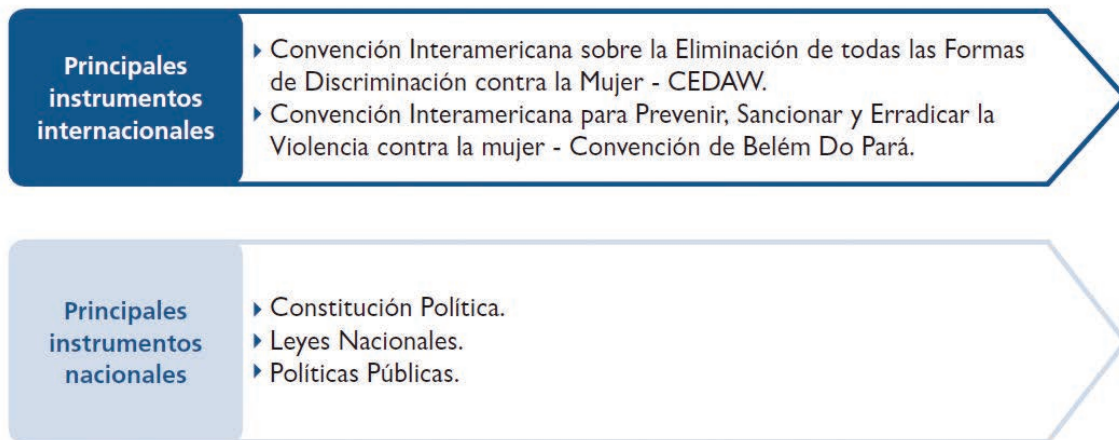 Principales
instrumentos
internacionales
Convención Interamericana sobre la Eliminación de todas las Formas
de Discriminación contra la Mujer - CEDAW.
Convención Interamericana para Prevenir, Sancionar y Erradicar la
Violencia contra la mujer - Convención de Belém Do Pará.
Principales
instrumentos
nacionales
Constitución Política.
Leyes Nacionales.
Políticas Públicas.